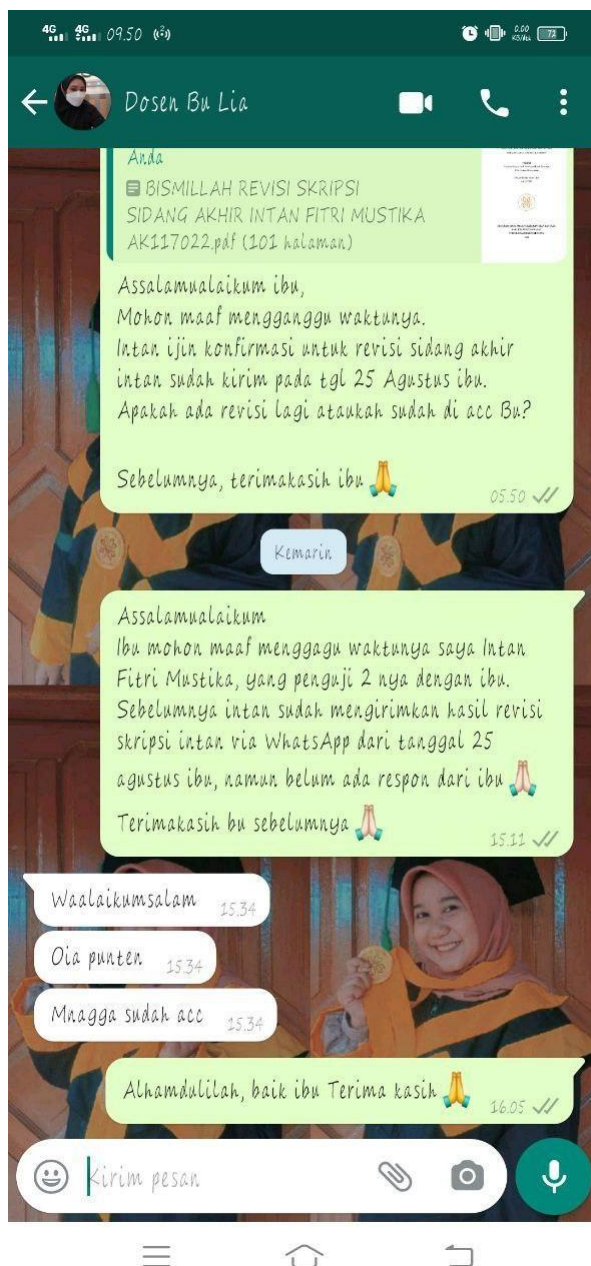 4G 4G 09.50 0.00 KB/det 72
Dosen Bu Lia
Anda
BISMILLAH REVISI SKRIPSI
SIDANG AKHIR INTAN FITRI MUSTIKA
AK117022.pdf (101 halaman)
Assalamualaikum ibu,
Mohon maaf mengganggu waktunya.
Intan ijin konfirmasi untuk revisi sidang akhir
intan sudah kirim pada tgl 25 Agustus ibu.
Apakah ada revisi lagi ataukah sudah di acc Bu?
Sebelumnya, terimakasih ibu 🙏
05.50
Kemarin
Assalamualaikum
Ibu mohon maaf menggagu waktunya saya Intan
Fitri Mustika, yang penguji 2 nya dengan ibu.
Sebelumnya intan sudah mengirimkan hasil revisi
skripsi intan via WhatsApp dari tanggal 25
agustus ibu, namun belum ada respon dari ibu 🙏🏻
Terimakasih bu sebelumnya 🙏🏻
15.11
Waalaikumsalam 15.34
Oia punten 15.34
Mnagga sudah acc 15.34
Alhamdulilah, baik ibu Terima kasih 🙏 16.05
Kirim pesan